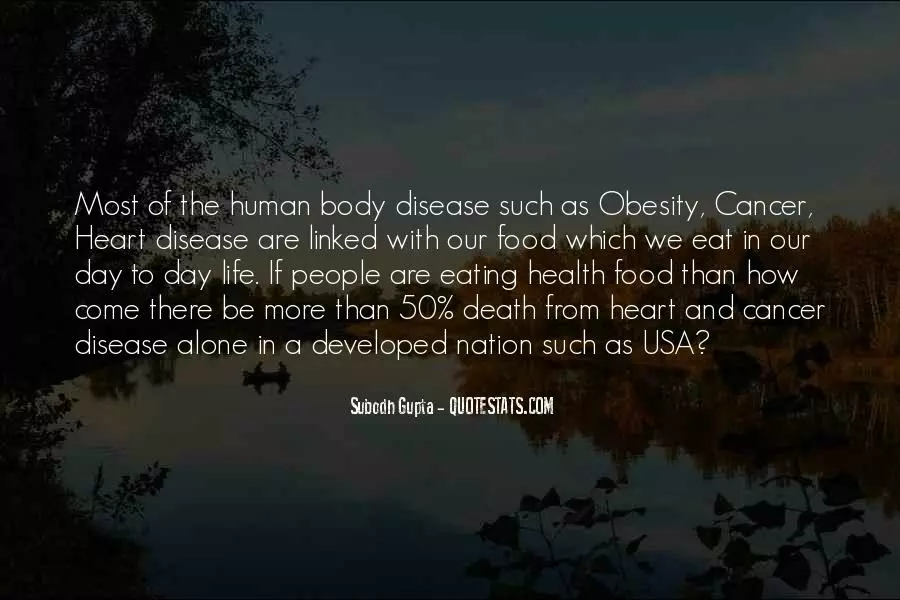 Most of the human body disease such as Obesity, Cancer,
Heart disease are linked with our food which we eat in our
day to day life. If people are eating health food than how
come there be more than 50% death from heart and cancer
disease alone in a developed nation such as USA?
Subodh Gupta - QUOTESTATS.COM